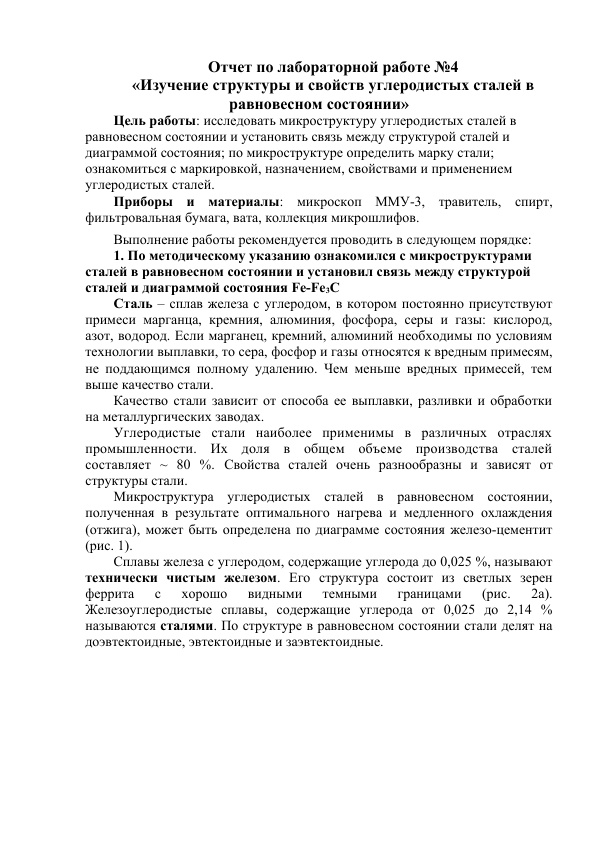 Отчет по лабораторной работе №4
«Изучение структуры и свойств углеродистых сталей в
равновесном состоянии»
Цель работы: исследовать микроструктуру углеродистых сталей в
равновесном состоянии и установить связь между структурой сталей и
диаграммой состояния; по микроструктуре определить марку стали;
ознакомиться с маркировкой, назначением, свойствами и применением
углеродистых сталей.
Приборы и материалы: микроскоп ММУ-3, травитель, спирт,
фильтровальная бумага, вата, коллекция микрошлифов.
Выполнение работы рекомендуется проводить в следующем порядке:
1. По методическому указанию ознакомился с микроструктурами
сталей в равновесном состоянии и установил связь между структурой
сталей и диаграммой состояния Fe-Fe₃C
Сталь – сплав железа с углеродом, в котором постоянно присутствуют
примеси марганца, кремния, алюминия, фосфора, серы и газы: кислород,
азот, водород. Если марганец, кремний, алюминий необходимы по условиям
технологии выплавки, то сера, фосфор и газы относятся к вредным примесям,
не поддающимся полному удалению. Чем меньше вредных примесей, тем
выше качество стали.
Качество стали зависит от способа ее выплавки, разливки и обработки
на металлургических заводах.
Углеродистые стали наиболее применимы в различных отраслях
промышленности. Их доля в общем объеме производства сталей
составляет ~ 80 %. Свойства сталей очень разнообразны и зависят от
структуры стали.
Микроструктура углеродистых сталей в равновесном состоянии,
полученная в результате оптимального нагрева и медленного охлаждения
(отжига), может быть определена по диаграмме состояния железо-цементит
(рис. 1).
Сплавы железа с углеродом, содержащие углерода до 0,025 %, называют
технически чистым железом. Его структура состоит из светлых зерен
феррита с хорошо видными темными границами (рис. 2а).
Железоуглеродистые сплавы, содержащие углерода от 0,025 до 2,14 %
называются сталями. По структуре в равновесном состоянии стали делят на
доэвтектоидные, эвтектоидные и заэвтектоидные.